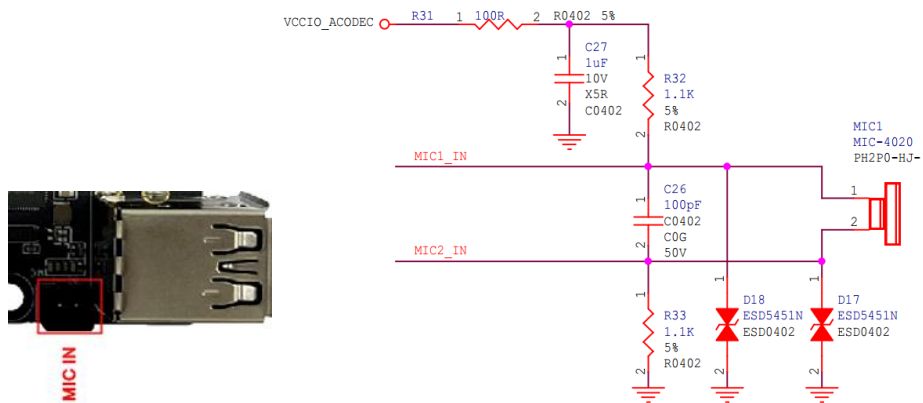 VCCIO_ACODEC
R31
1
100R
2
R0402 5%
1
C27
1uF
10V
X5R
C0402
2
1
R32
1.1K
5%
R0402
2
MIC1
MIC-4020
PH2P0-HJ-
MIC1_IN
1
C26
100pF
C0402
C0G
50V
2
1
2
MIC2_IN
1
R33
1.1K
5%
R0402
2
1
D18
ESD5451N
ESD0402
2
1
D17
ESD5451N
ESD0402
2
MIC IN